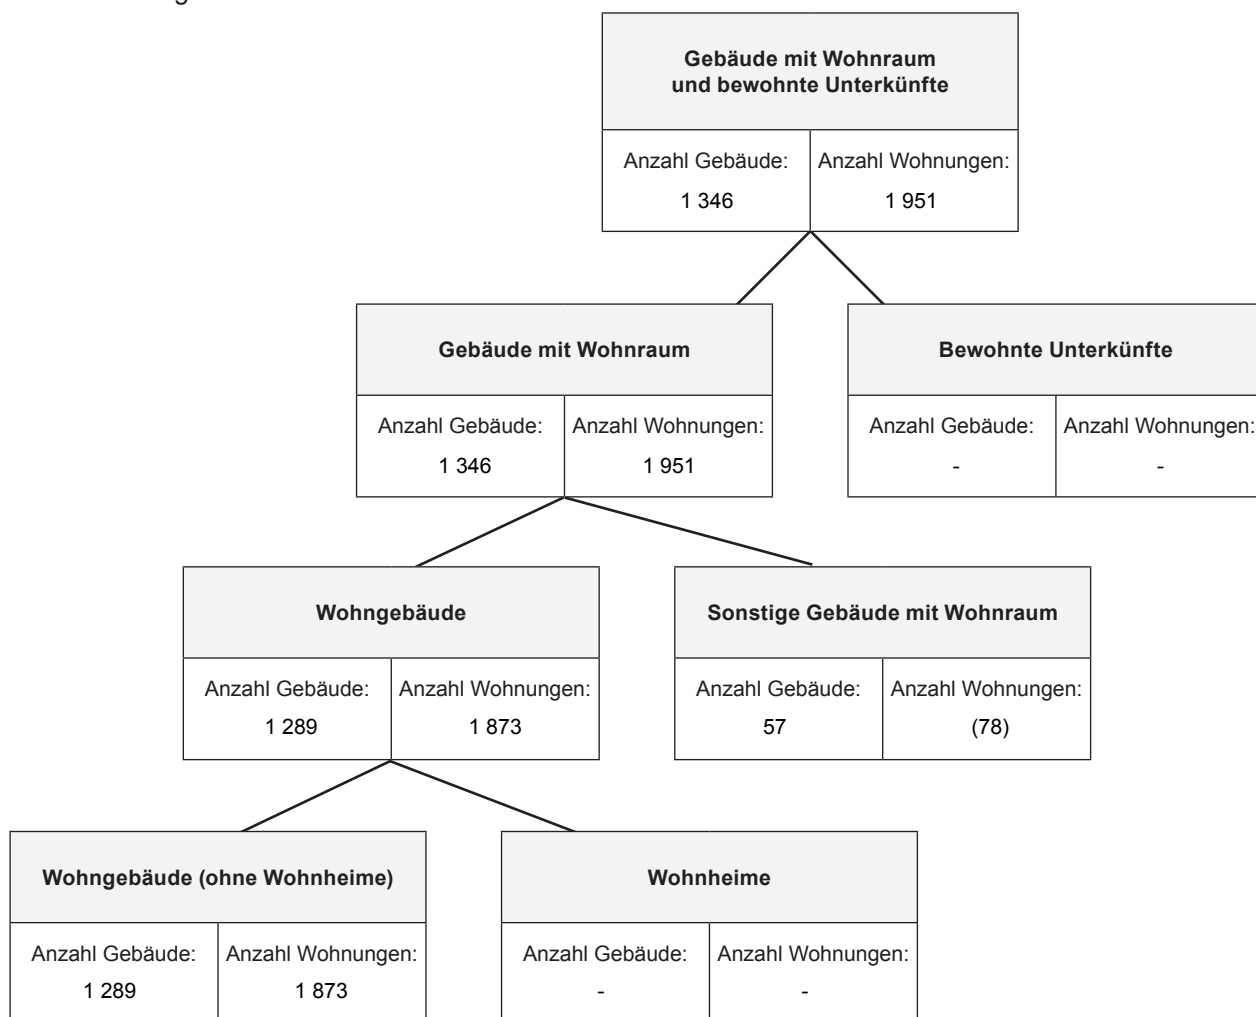 Gebäude mit Wohnraum
und bewohnte Unterkünfte
Anzahl Gebäude: Anzahl Wohnungen:
1 346 1 951
Gebäude mit Wohnraum Bewohnte Unterkünfte
Anzahl Gebäude: Anzahl Wohnungen: Anzahl Gebäude: Anzahl Wohnungen:
1 346 1 951 - -
Wohngebäude Sonstige Gebäude mit Wohnraum
Anzahl Gebäude: Anzahl Wohnungen: Anzahl Gebäude: Anzahl Wohnungen:
1 289 1 873 57 (78)
Wohngebäude (ohne Wohnheime) Wohnheime
Anzahl Gebäude: Anzahl Wohnungen: Anzahl Gebäude: Anzahl Wohnungen:
1 289 1 873 - -